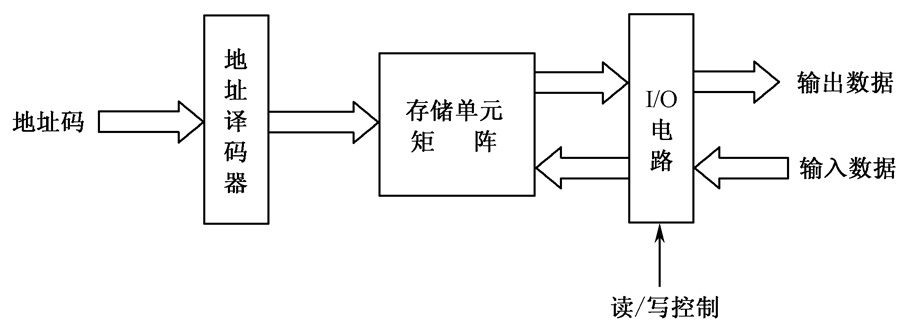 地址码
地址译码器
存储单元
矩 阵
I/O
电路
输出数据
输入数据
读/写控制